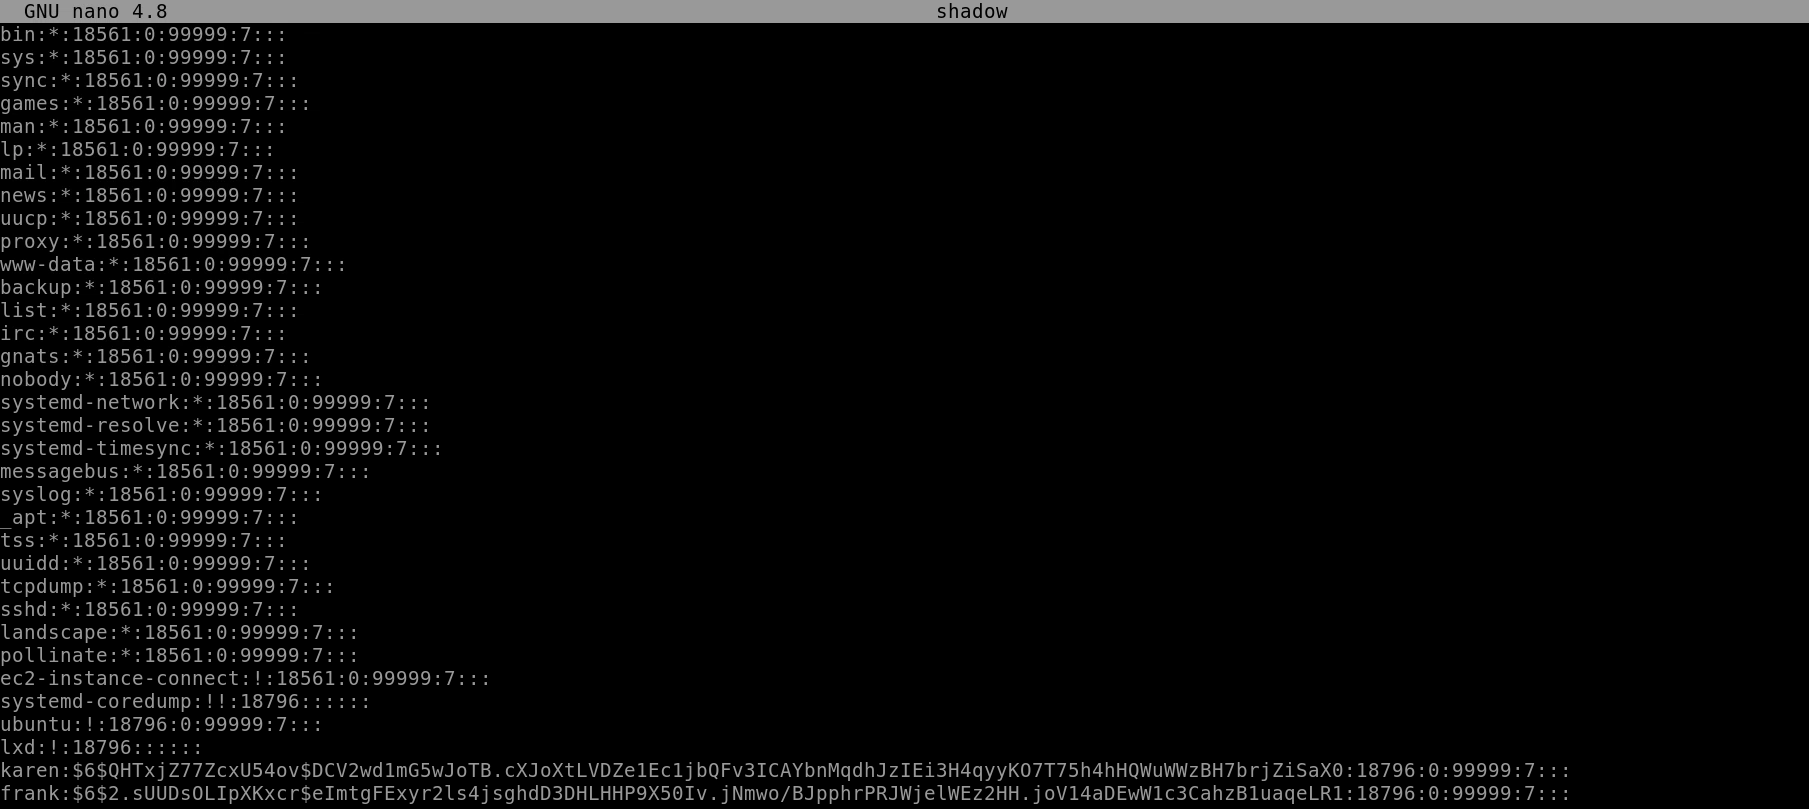 GNU nano 4.8 shadow
bin:*:18561:0:99999:7:::
sys:*:18561:0:99999:7:::
sync:*:18561:0:99999:7:::
games:*:18561:0:99999:7:::
man:*:18561:0:99999:7:::
lp:*:18561:0:99999:7:::
mail:*:18561:0:99999:7:::
news:*:18561:0:99999:7:::
uucp:*:18561:0:99999:7:::
proxy:*:18561:0:99999:7:::
www-data:*:18561:0:99999:7:::
backup:*:18561:0:99999:7:::
list:*:18561:0:99999:7:::
irc:*:18561:0:99999:7:::
gnats:*:18561:0:99999:7:::
nobody:*:18561:0:99999:7:::
systemd-network:*:18561:0:99999:7:::
systemd-resolve:*:18561:0:99999:7:::
systemd-timesync:*:18561:0:99999:7:::
messagebus:*:18561:0:99999:7:::
syslog:*:18561:0:99999:7:::
_apt:*:18561:0:99999:7:::
tss:*:18561:0:99999:7:::
uuidd:*:18561:0:99999:7:::
tcpdump:*:18561:0:99999:7:::
sshd:*:18561:0:99999:7:::
landscape:*:18561:0:99999:7:::
pollinate:*:18561:0:99999:7:::
ec2-instance-connect:!:18561:0:99999:7:::
systemd-coredump:!!:18796::::::
ubuntu:!:18796:0:99999:7:::
lxd:!:18796::::::
karen:$6$QHTxjZ77ZcxU54ov$DCV2wd1mG5wJoTB.cXJoXtLVDZe1Ec1jbQFv3ICAYbnMqdhJzIEi3H4qyyKO7T75h4hHQWuWWzBH7brjZiSaX0:18796:0:99999:7:::
frank:$6$2.sUUDsOLIpXKxcr$eImtgFExyr2ls4jsghdD3DHLHHP9X50Iv.jNmwo/BJpphrPRJWjelWEz2HH.joV14aDEwW1c3CahzB1uaqeLR1:18796:0:99999:7:::